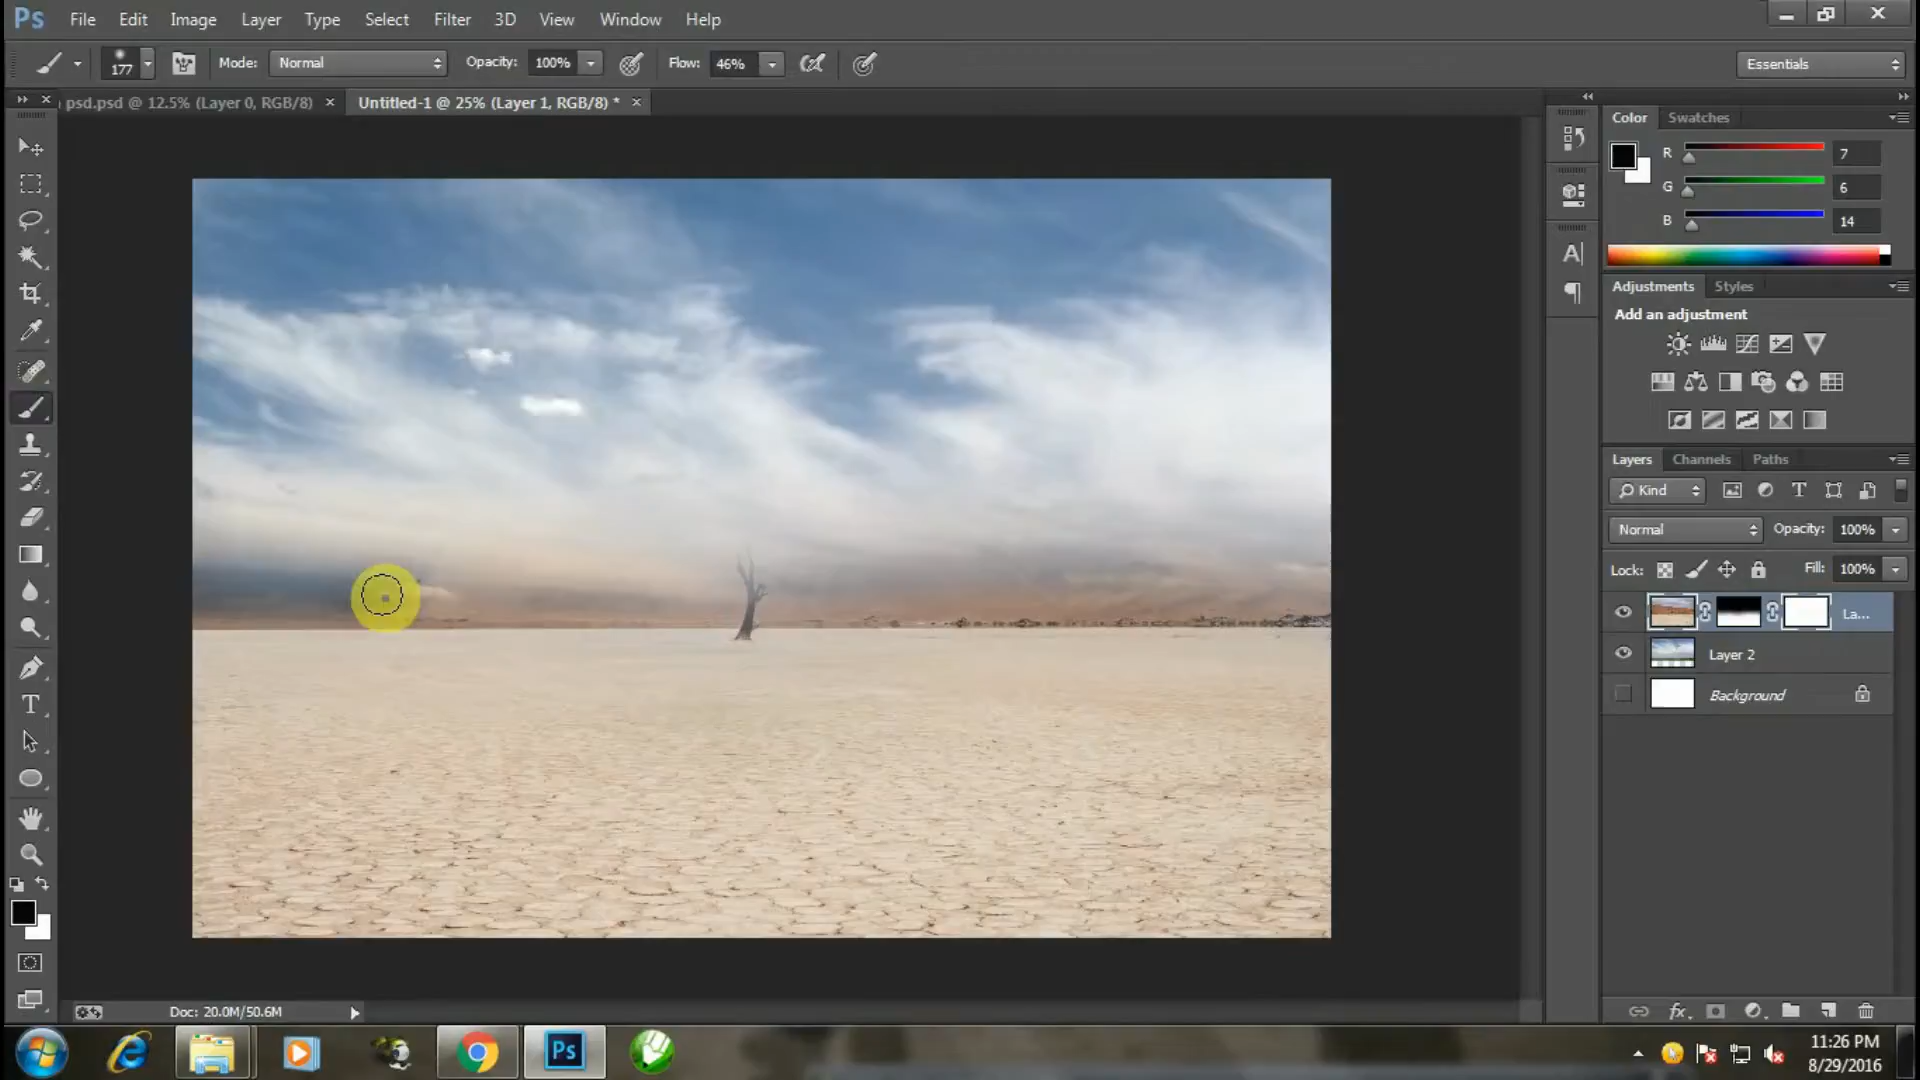 Ps File Edit Image Layer Type Select Filter 3D View Window Help
177 Mode: Normal Opacity: 100% Flow: 46% Essentials
psd.psd @ 12.5% (Layer 0, RGB/8) × Untitled-1 @ 25% (Layer 1, RGB/8) * ×
Color Swatches
R 7
G 6
B 14
Adjustments Styles
Add an adjustment
Layers Channels Paths
Kind
Normal Opacity: 100%
Lock: Fill: 100%
La...
Layer 2
Background
Doc: 20.0M/50.6M
Ps
11:26 PM
8/29/2016